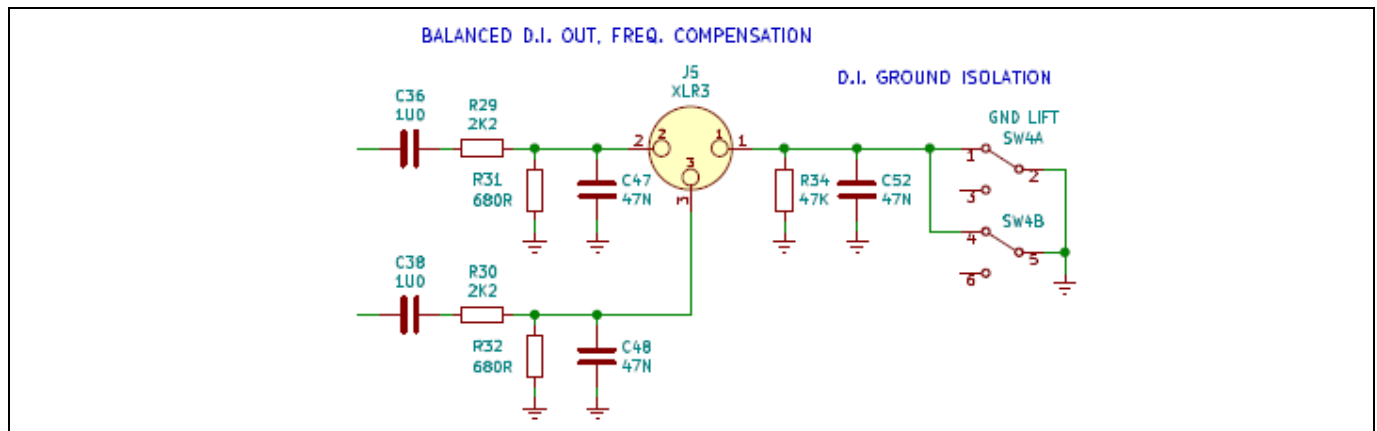 BALANCED D.I. OUT, FREQ. COMPENSATION
D.I. GROUND ISOLATION
J5
XLR3
C36
1U0
R29
2K2
2
2
1
1
3
3
R31
680R
C47
47N
R34
47K
C52
47N
GND LIFT
SW4A
1
2
3
SW4B
4
5
6
C38
1U0
R30
2K2
R32
680R
C48
47N